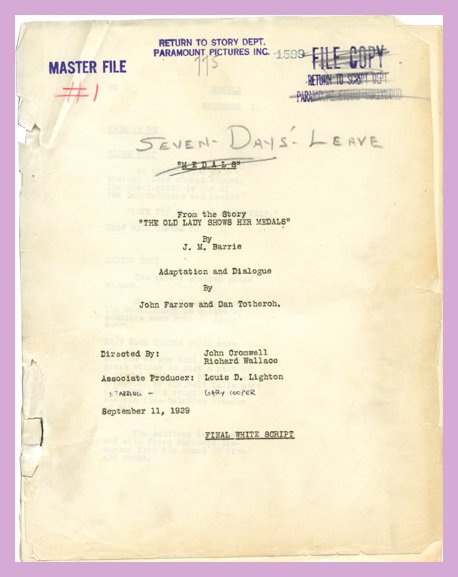 RETURN TO STORY DEPT.
PARAMOUNT PICTURES INC.
1599
FILE COPY
RETURN TO SCRIPT DEPT.
MASTER FILE
#1
SEVEN-DAYS'-LEAVE
"MEDALS"
From the Story
"THE OLD LADY SHOWS HER MEDALS"
By
J. M. Barrie
Adaptation and Dialogue
By
John Farrow and Dan Totheroh.
Directed By: John Cromwell
Richard Wallace
Associate Producer: Louis D. Lighton
STARRING - GARY COOPER
September 11, 1929
FINAL WHITE SCRIPT